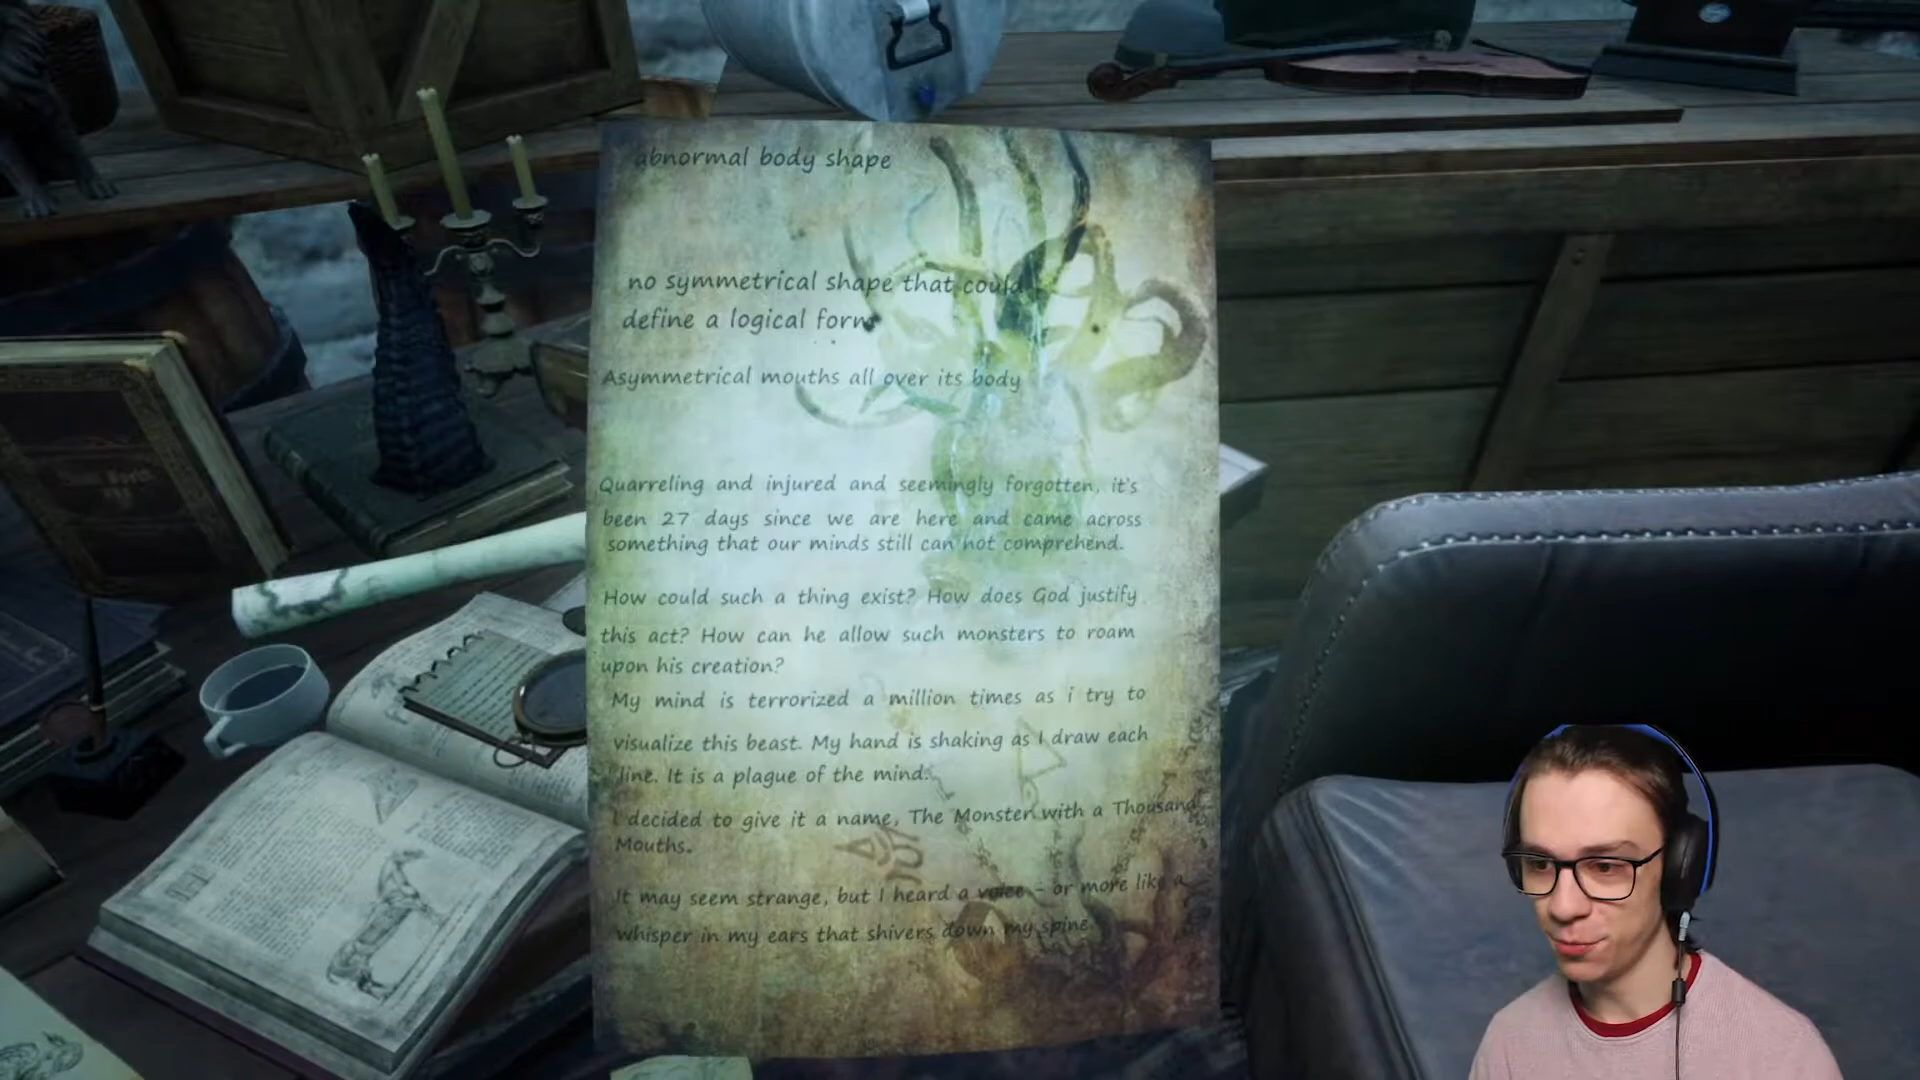 abnormal body shape
no symmetrical shape that could
define a logical form
Asymmetrical mouths all over its body
Quarreling and injured and seemingly forgotten, it's
been 27 days since we are here and came across
something that our minds still can not comprehend.
How could such a thing exist? How does God justify
this act? How can he allow such monsters to roam
upon his creation?
My mind is terrorized a million times as i try to
visualize this beast. My hand is shaking as I draw each
line. It is a plague of the mind.
I decided to give it a name, The Monster with a Thousand
Mouths.
It may seem strange, but I heard a voice - or more like a
whisper in my ears that shivers down my spine